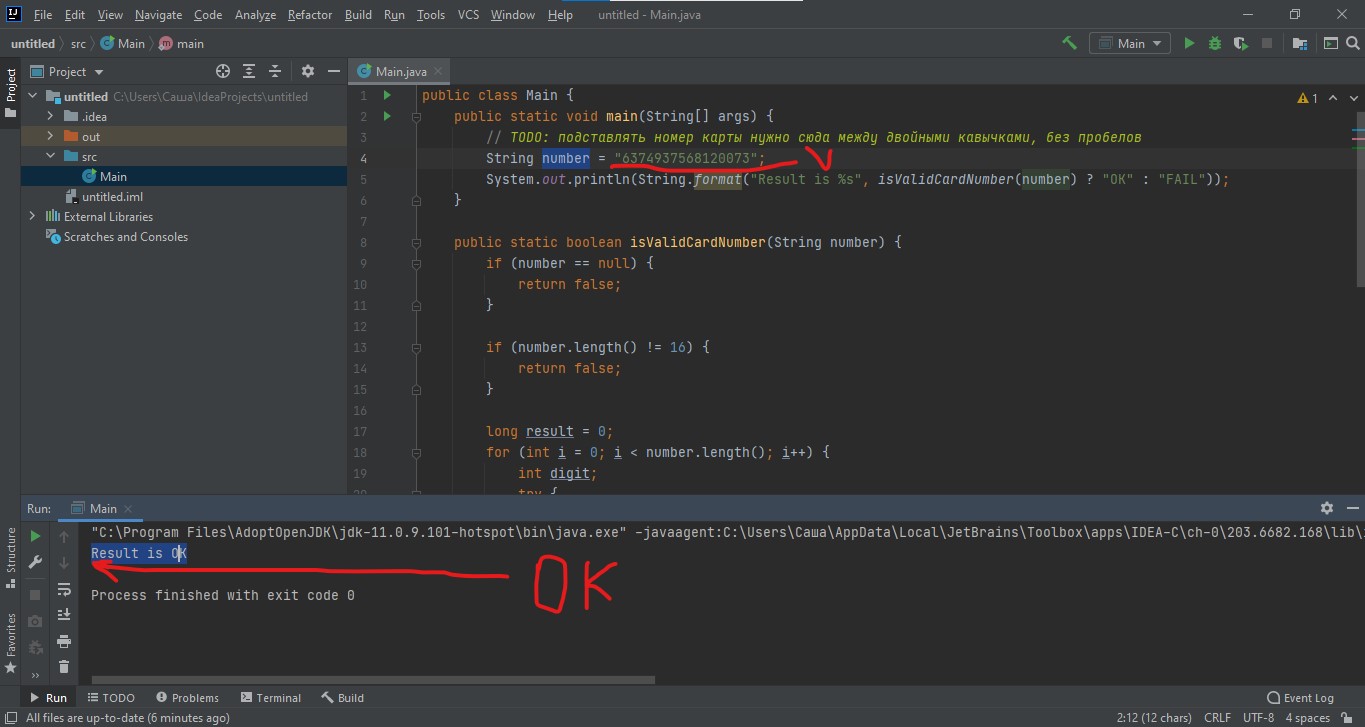 File Edit View Navigate Code Analyze Refactor Build Run Tools VCS Window Help untitled - Main.java
untitled src Main main Main
Project Main.java
untitled C:\Users\Саша\IdeaProjects\untitled
.idea
out
src
Main
untitled.iml
External Libraries
Scratches and Consoles
Project
Structure
Favorites
1 public class Main { 1
2 public static void main(String[] args) {
3 // TODO: подставлять номер карты нужно сюда между двойными кавычками, без пробелов
4 String number = "6374937568120073";
5 System.out.println(String.format("Result is %s", isValidCardNumber(number) ? "OK" : "FAIL"));
6 }
7
8 public static boolean isValidCardNumber(String number) {
9 if (number == null) {
10 return false;
11 }
12
13 if (number.length() != 16) {
14 return false;
15 }
16
17 long result = 0;
18 for (int i = 0; i < number.length(); i++) {
19 int digit;
20 try {
Run: Main
"C:\Program Files\AdoptOpenJDK\jdk-11.0.9.101-hotspot\bin\java.exe" -javaagent:C:\Users\Саша\AppData\Local\JetBrains\Toolbox\apps\IDEA-C\ch-0\203.6682.168\lib\
Result is OK
OK
Process finished with exit code 0
Run TODO Problems Terminal Build Event Log
All files are up-to-date (6 minutes ago) 2:12 (12 chars) CRLF UTF-8 4 spaces